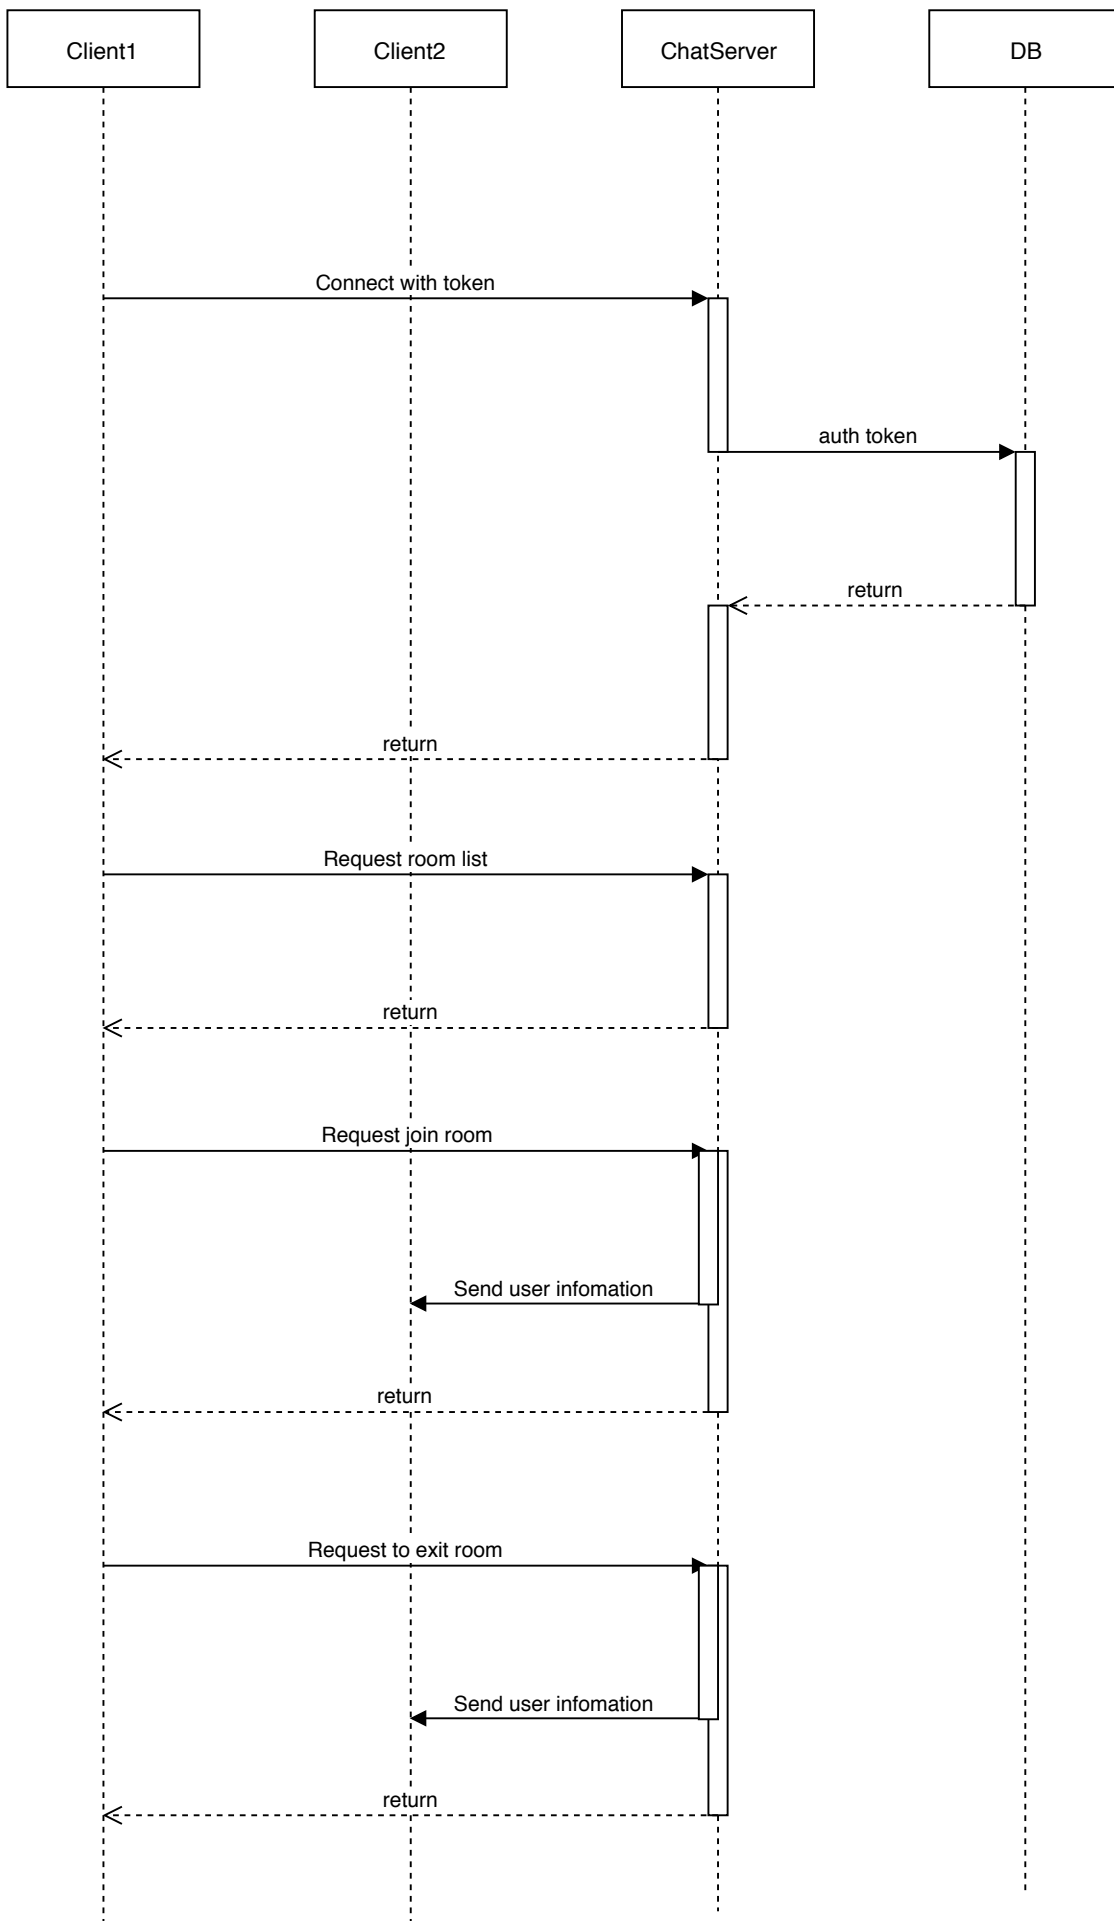 Client1
Client2
ChatServer
DB
Connect with token
auth token
return
return
Request room list
return
Request join room
Send user infomation
return
Request to exit room
Send user infomation
return